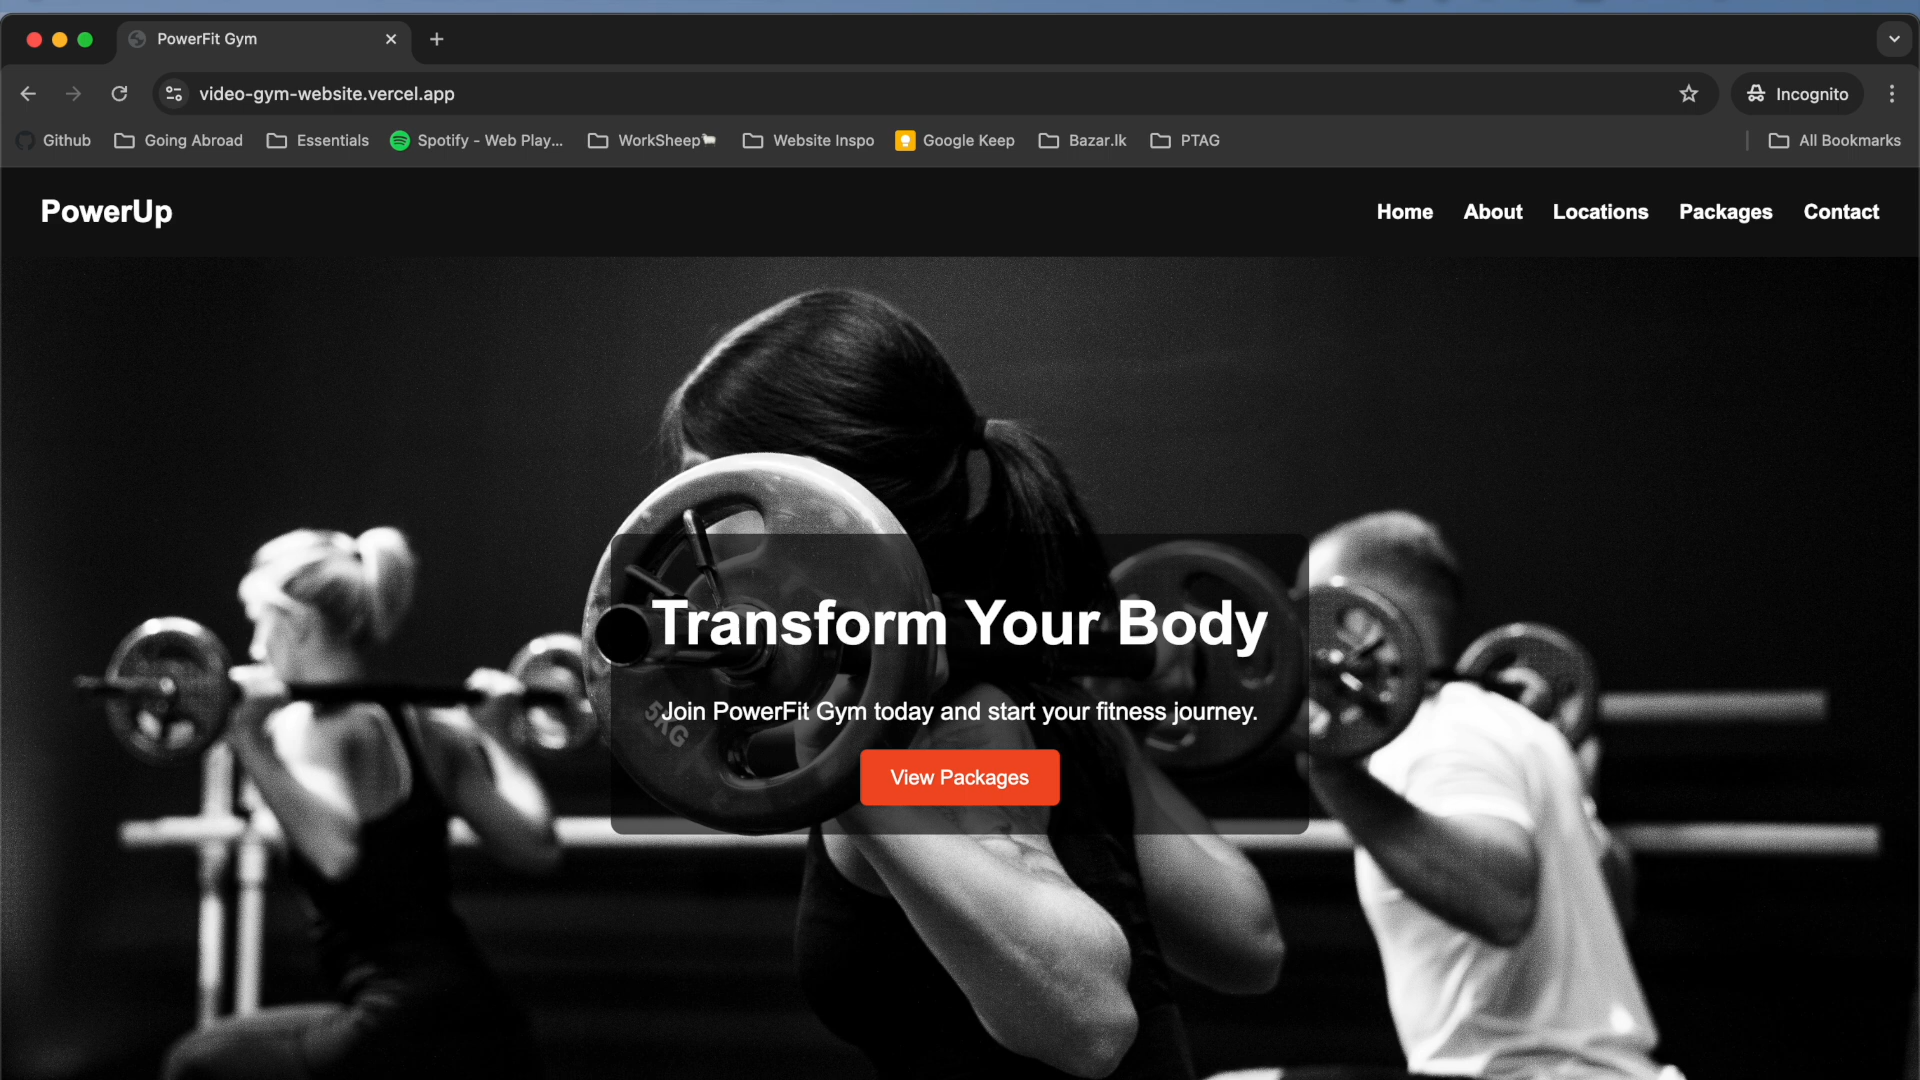 PowerFit Gym
video-gym-website.vercel.app
Incognito
Github Going Abroad Essentials Spotify - Web Play... WorkSheep🐑 Website Inspo Google Keep Bazar.lk PTAG All Bookmarks
PowerUp Home About Locations Packages Contact
Transform Your Body
Join PowerFit Gym today and start your fitness journey.
5KG
View Packages